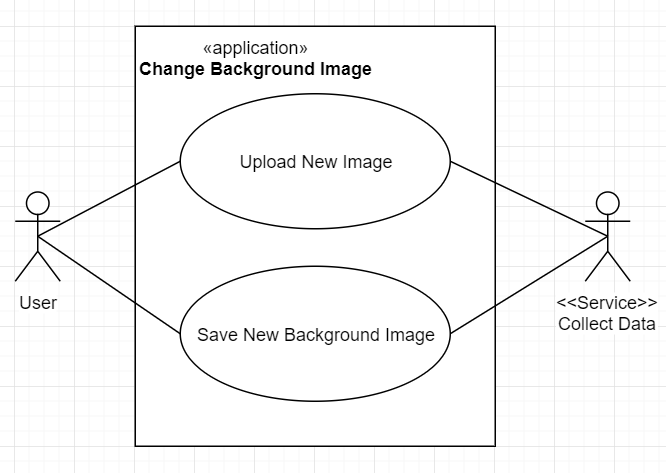 «application»
Change Background Image
Upload New Image
User
<<Service>>
Collect Data
Save New Background Image